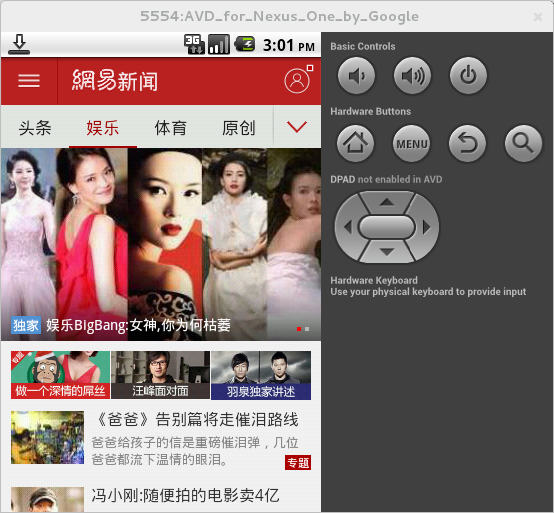 5554:AVD_for_Nexus_One_by_Google
3G 3:01 PM
網易新闻
头条 娱乐 体育 原创
独家 娱乐BigBang:女神,你为何枯萎
专题
做一个深情的屌丝 汪峰面对面 羽泉独家讲述
《爸爸》告别篇将走催泪路线
爸爸给孩子的信是重磅催泪弹，几位
爸爸都流下温情的眼泪。
专题
冯小刚:随便拍的电影卖4亿
Basic Controls
Hardware Buttons
MENU
DPAD not enabled in AVD
Hardware Keyboard
Use your physical keyboard to provide input